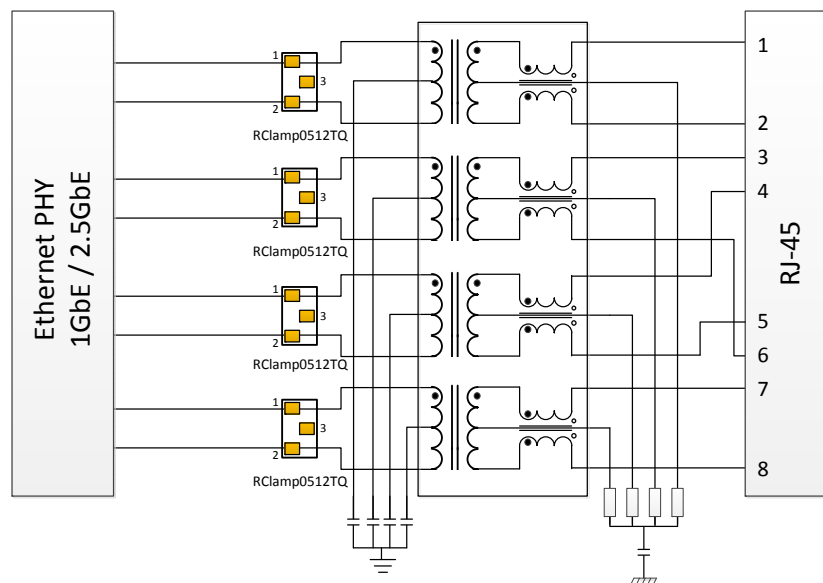 Ethernet PHY
1GbE / 2.5GbE
1
3
2
RClamp0512TQ
1
3
2
RClamp0512TQ
1
3
2
RClamp0512TQ
1
3
2
RClamp0512TQ
1
2
3
4
5
6
7
8
RJ-45